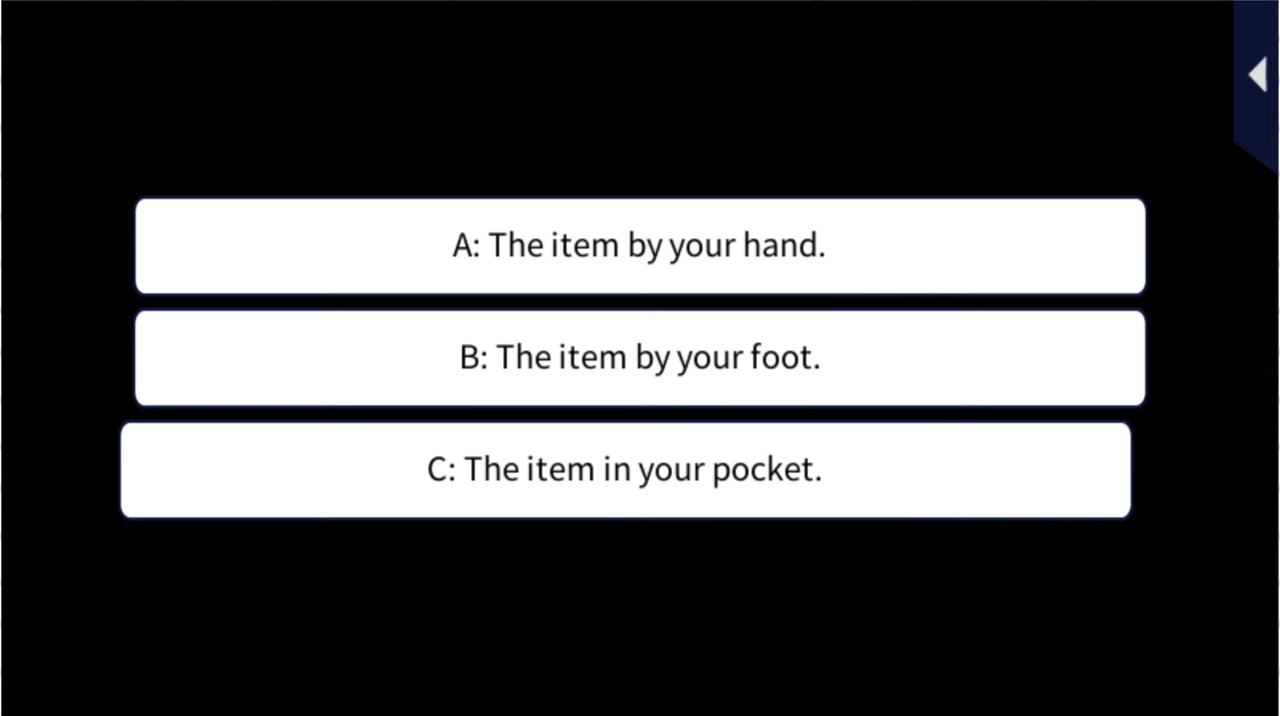 A: The item by your hand.
B: The item by your foot.
C: The item in your pocket.